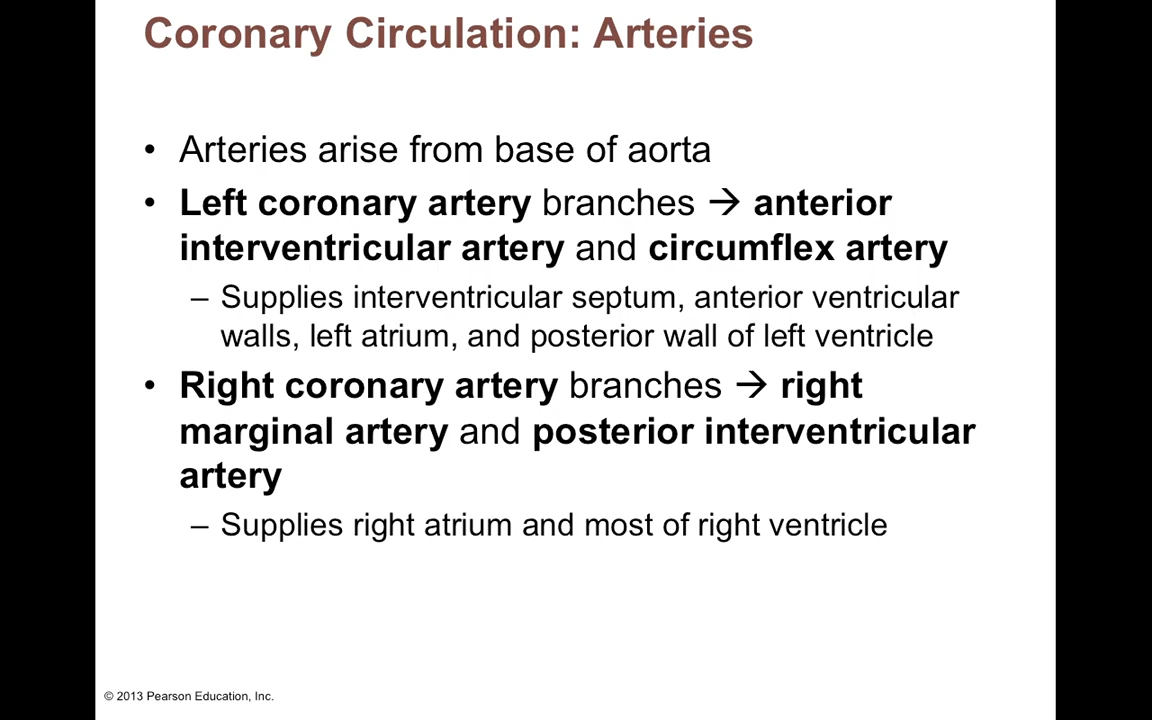 Coronary Circulation: Arteries
• Arteries arise from base of aorta
• Left coronary artery branches → anterior
interventricular artery and circumflex artery
– Supplies interventricular septum, anterior ventricular
walls, left atrium, and posterior wall of left ventricle
• Right coronary artery branches → right
marginal artery and posterior interventricular
artery
– Supplies right atrium and most of right ventricle
© 2013 Pearson Education, Inc.